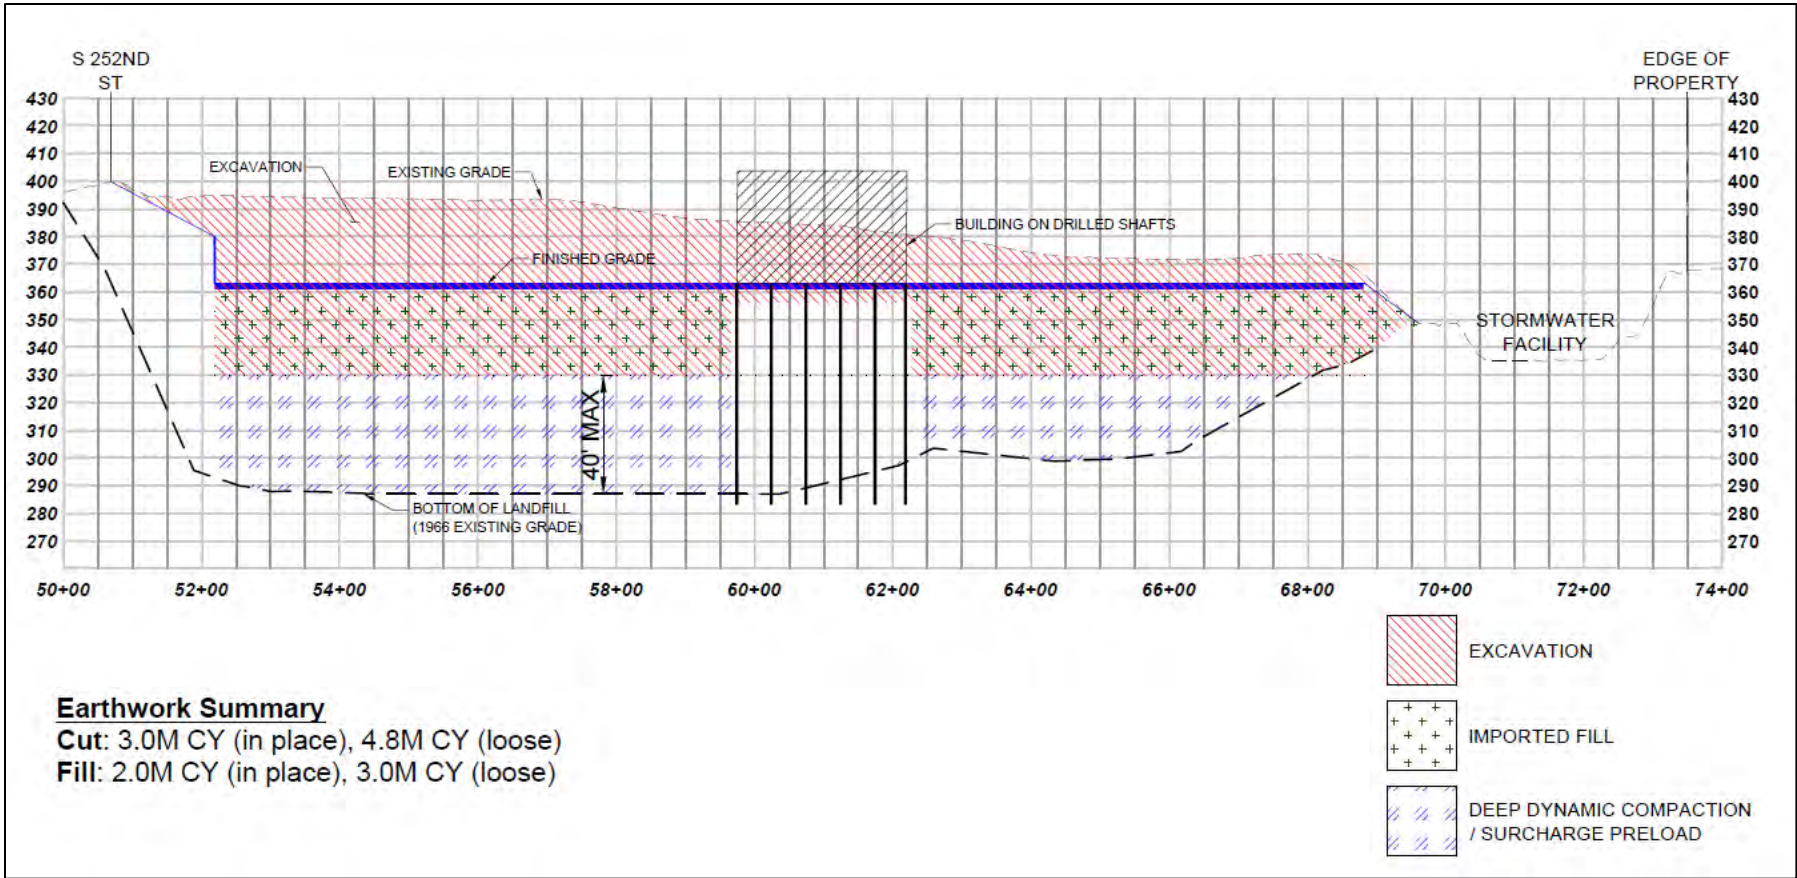 S 252ND
ST
EDGE OF
PROPERTY
430
430
420
420
410
410
EXCAVATION
EXISTING GRADE
400
400
390
390
BUILDING ON DRILLED SHAFTS
380
380
FINISHED GRADE
370
370
360
360
350
350
STORMWATER
FACILITY
340
340
330
330
320
320
310
310
40' MAX
300
300
290
290
BOTTOM OF LANDFILL
(1966 EXISTING GRADE)
280
280
270
270
50+00 52+00 54+00 56+00 58+00 60+00 62+00 64+00 66+00 68+00 70+00 72+00 74+00
EXCAVATION
IMPORTED FILL
DEEP DYNAMIC COMPACTION
/ SURCHARGE PRELOAD
Earthwork Summary
Cut: 3.0M CY (in place), 4.8M CY (loose)
Fill: 2.0M CY (in place), 3.0M CY (loose)